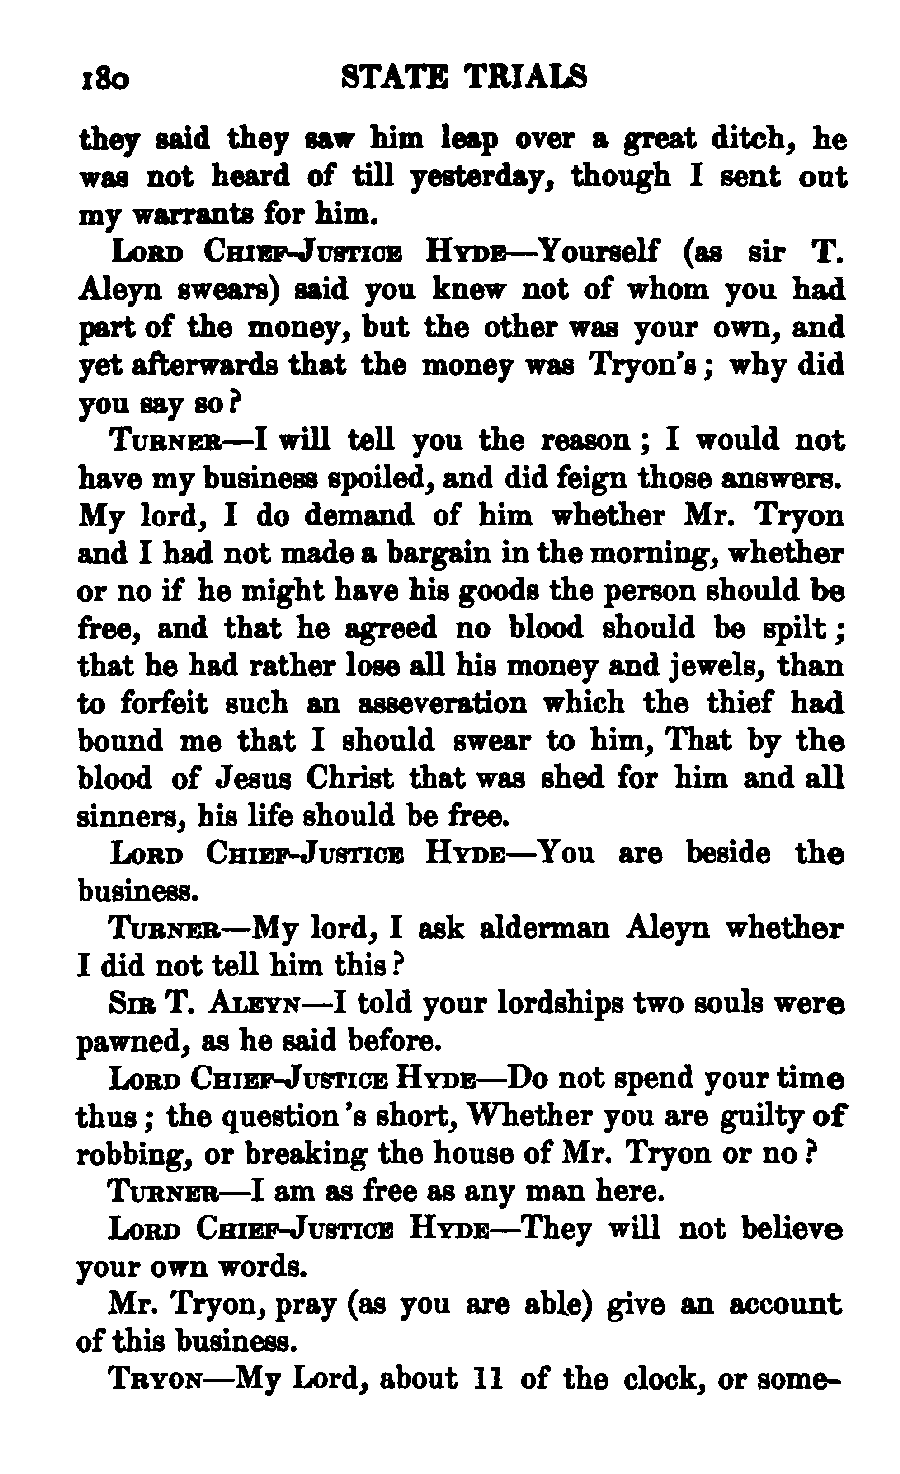 180 STATE TRIALS
they said they saw him leap over a great ditch, he
was not heard of till yesterday, though I sent out
my warrants for him.
LORD CHIEF-JUSTICE HYDE—Yourself (as sir T.
Aleyn swears) said you knew not of whom you had
part of the money, but the other was your own, and
yet afterwards that the money was Tryon's; why did
you say so?
TURNER—I will tell you the reason; I would not
have my business spoiled, and did feign those answers.
My lord, I do demand of him whether Mr. Tryon
and I had not made a bargain in the morning, whether
or no if he might have his goods the person should be
free, and that he agreed no blood should be spilt;
that he had rather lose all his money and jewels, than
to forfeit such an asseveration which the thief had
bound me that I should swear to him, That by the
blood of Jesus Christ that was shed for him and all
sinners, his life should be free.
LORD CHIEF-JUSTICE HYDE—You are beside the
business.
TURNER—My lord, I ask alderman Aleyn whether
I did not tell him this?
SIR T. ALEYN—I told your lordships two souls were
pawned, as he said before.
LORD CHIEF-JUSTICE HYDE—Do not spend your time
thus; the question's short, Whether you are guilty of
robbing, or breaking the house of Mr. Tryon or no?
TURNER—I am as free as any man here.
LORD CHIEF-JUSTICE HYDE—They will not believe
your own words.
Mr. Tryon, pray (as you are able) give an account
of this business.
TRYON—My Lord, about 11 of the clock, or some-